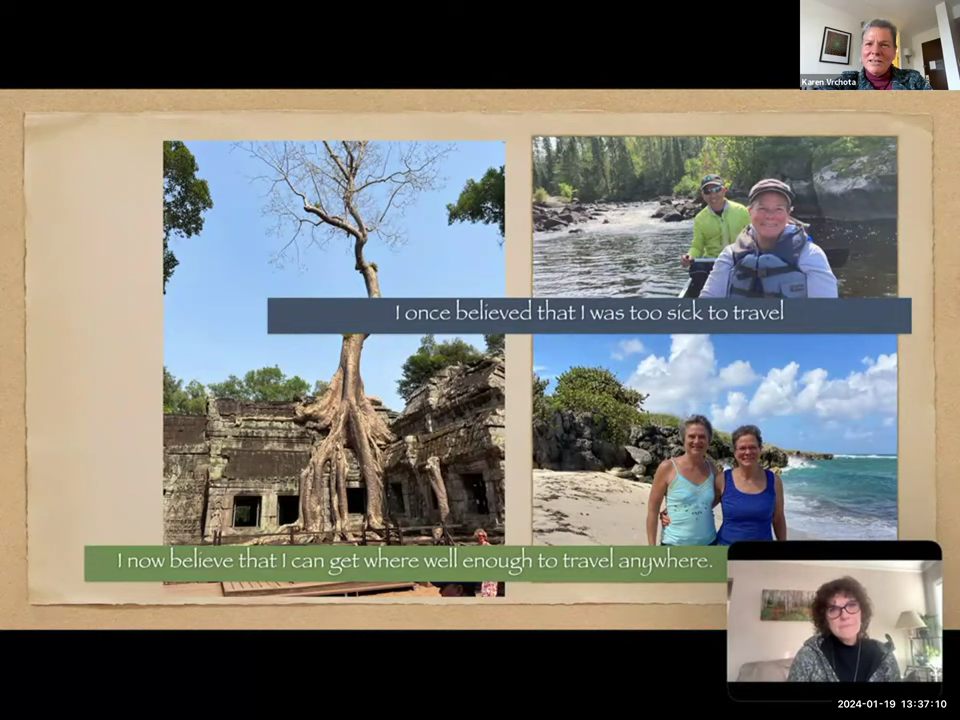 Karen Vrchota
I once believed that I was too sick to travel
I now believe that I can get where well enough to travel anywhere.
2024-01-19 13:37:10